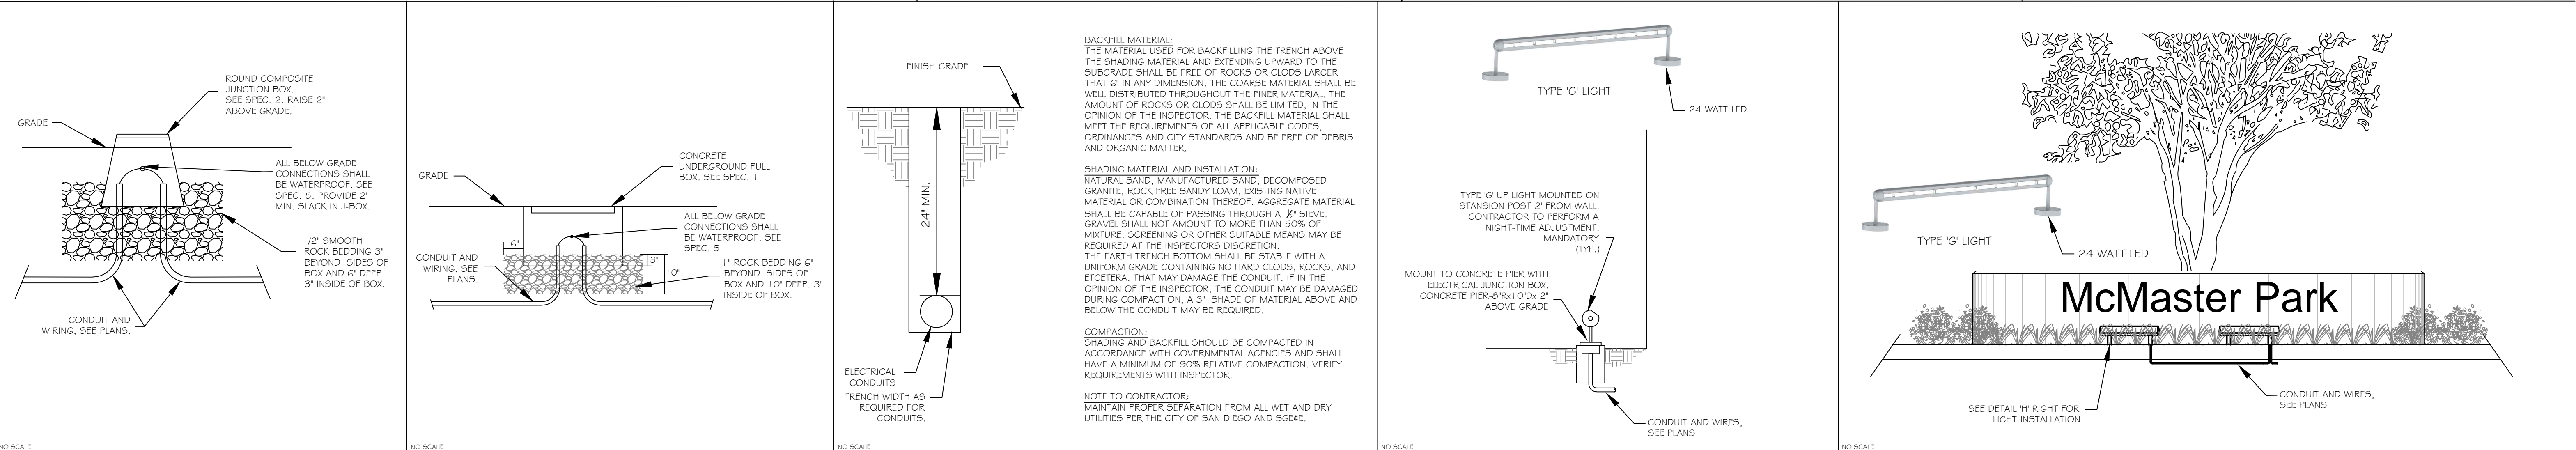 ROUND COMPOSITE
JUNCTION BOX.
SEE SPEC. 2. RAISE 2"
ABOVE GRADE.
GRADE
ALL BELOW GRADE
CONNECTIONS SHALL
BE WATERPROOF. SEE
SPEC. 5. PROVIDE 2'
MIN. SLACK IN J-BOX.
1/2" SMOOTH
ROCK BEDDING 3"
BEYOND SIDES OF
BOX AND 6" DEEP.
3" INSIDE OF BOX.
CONDUIT AND
WIRING, SEE PLANS.
NO SCALE
CONCRETE
UNDERGROUND PULL
BOX. SEE SPEC. 1
GRADE
ALL BELOW GRADE
CONNECTIONS SHALL
BE WATERPROOF. SEE
SPEC. 5
6"
3"
10"
CONDUIT AND
WIRING, SEE
PLANS.
1" ROCK BEDDING 6"
BEYOND SIDES OF
BOX AND 10" DEEP. 3"
INSIDE OF BOX.
NO SCALE
FINISH GRADE
24" MIN.
ELECTRICAL
CONDUITS
TRENCH WIDTH AS
REQUIRED FOR
CONDUITS.
NO SCALE
BACKFILL MATERIAL:
THE MATERIAL USED FOR BACKFILLING THE TRENCH ABOVE
THE SHADING MATERIAL AND EXTENDING UPWARD TO THE
SUBGRADE SHALL BE FREE OF ROCKS OR CLODS LARGER
THAT 6" IN ANY DIMENSION. THE COARSE MATERIAL SHALL BE
WELL DISTRIBUTED THROUGHOUT THE FINER MATERIAL. THE
AMOUNT OF ROCKS OR CLODS SHALL BE LIMITED, IN THE
OPINION OF THE INSPECTOR. THE BACKFILL MATERIAL SHALL
MEET THE REQUIREMENTS OF ALL APPLICABLE CODES,
ORDINANCES AND CITY STANDARDS AND BE FREE OF DEBRIS
AND ORGANIC MATTER.
SHADING MATERIAL AND INSTALLATION:
NATURAL SAND, MANUFACTURED SAND, DECOMPOSED
GRANITE, ROCK FREE SANDY LOAM, EXISTING NATIVE
MATERIAL OR COMBINATION THEREOF. AGGREGATE MATERIAL
SHALL BE CAPABLE OF PASSING THROUGH A ½" SIEVE.
GRAVEL SHALL NOT AMOUNT TO MORE THAN 50% OF
MIXTURE. SCREENING OR OTHER SUITABLE MEANS MAY BE
REQUIRED AT THE INSPECTORS DISCRETION.
THE EARTH TRENCH BOTTOM SHALL BE STABLE WITH A
UNIFORM GRADE CONTAINING NO HARD CLODS, ROCKS, AND
ETCETERA. THAT MAY DAMAGE THE CONDUIT. IF IN THE
OPINION OF THE INSPECTOR, THE CONDUIT MAY BE DAMAGED
DURING COMPACTION, A 3" SHADE OF MATERIAL ABOVE AND
BELOW THE CONDUIT MAY BE REQUIRED.
COMPACTION:
SHADING AND BACKFILL SHOULD BE COMPACTED IN
ACCORDANCE WITH GOVERNMENTAL AGENCIES AND SHALL
HAVE A MINIMUM OF 90% RELATIVE COMPACTION. VERIFY
REQUIREMENTS WITH INSPECTOR.
NOTE TO CONTRACTOR:
MAINTAIN PROPER SEPARATION FROM ALL WET AND DRY
UTILITIES PER THE CITY OF SAN DIEGO AND SGE&E.
TYPE 'G' LIGHT
24 WATT LED
TYPE 'G' UP LIGHT MOUNTED ON
STANSION POST 2' FROM WALL.
CONTRACTOR TO PERFORM A
NIGHT-TIME ADJUSTMENT.
MANDATORY
(TYP.)
MOUNT TO CONCRETE PIER WITH
ELECTRICAL JUNCTION BOX.
CONCRETE PIER-8"Rx10"Dx 2"
ABOVE GRADE
CONDUIT AND WIRES,
SEE PLANS
NO SCALE
TYPE 'G' LIGHT
24 WATT LED
McMaster Park
SEE DETAIL 'H' RIGHT FOR
LIGHT INSTALLATION
CONDUIT AND WIRES,
SEE PLANS
NO SCALE